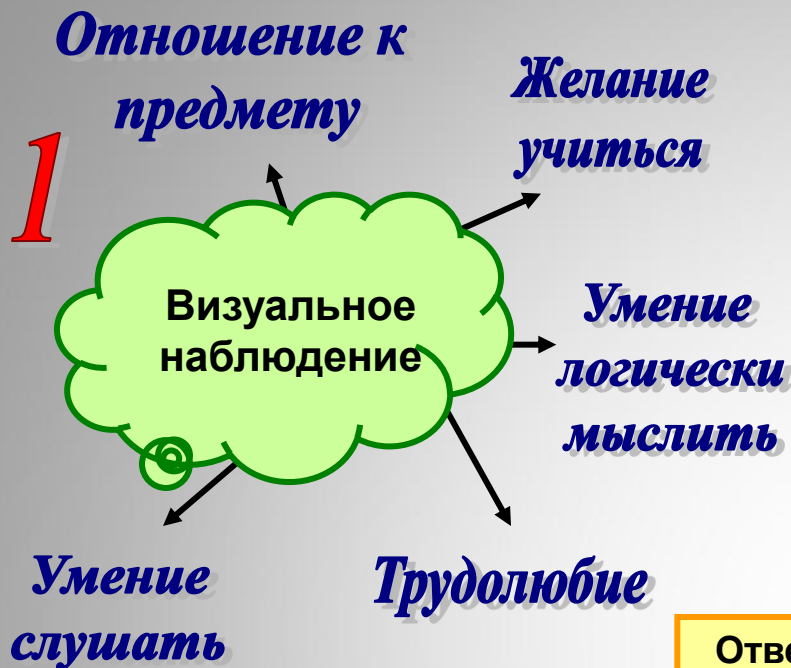 Отношение к
предмету
Желание
учиться
1
Визуальное
наблюдение
Умение
логически
мыслить
Умение
слушать
Трудолюбие